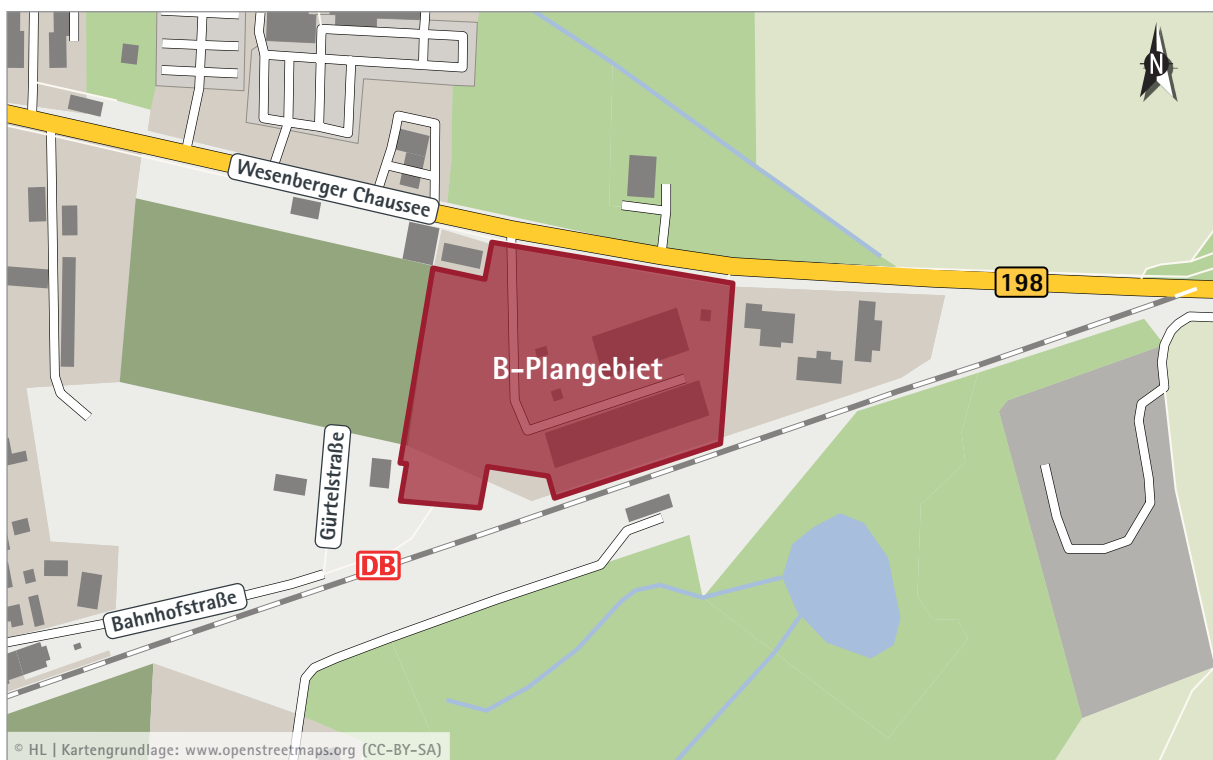 N
Wesenberger Chaussee
198
B-Plangebiet
Gürtelstraße
DB
Bahnhofstraße
© HL | Kartengrundlage: www.openstreetmaps.org (CC-BY-SA)